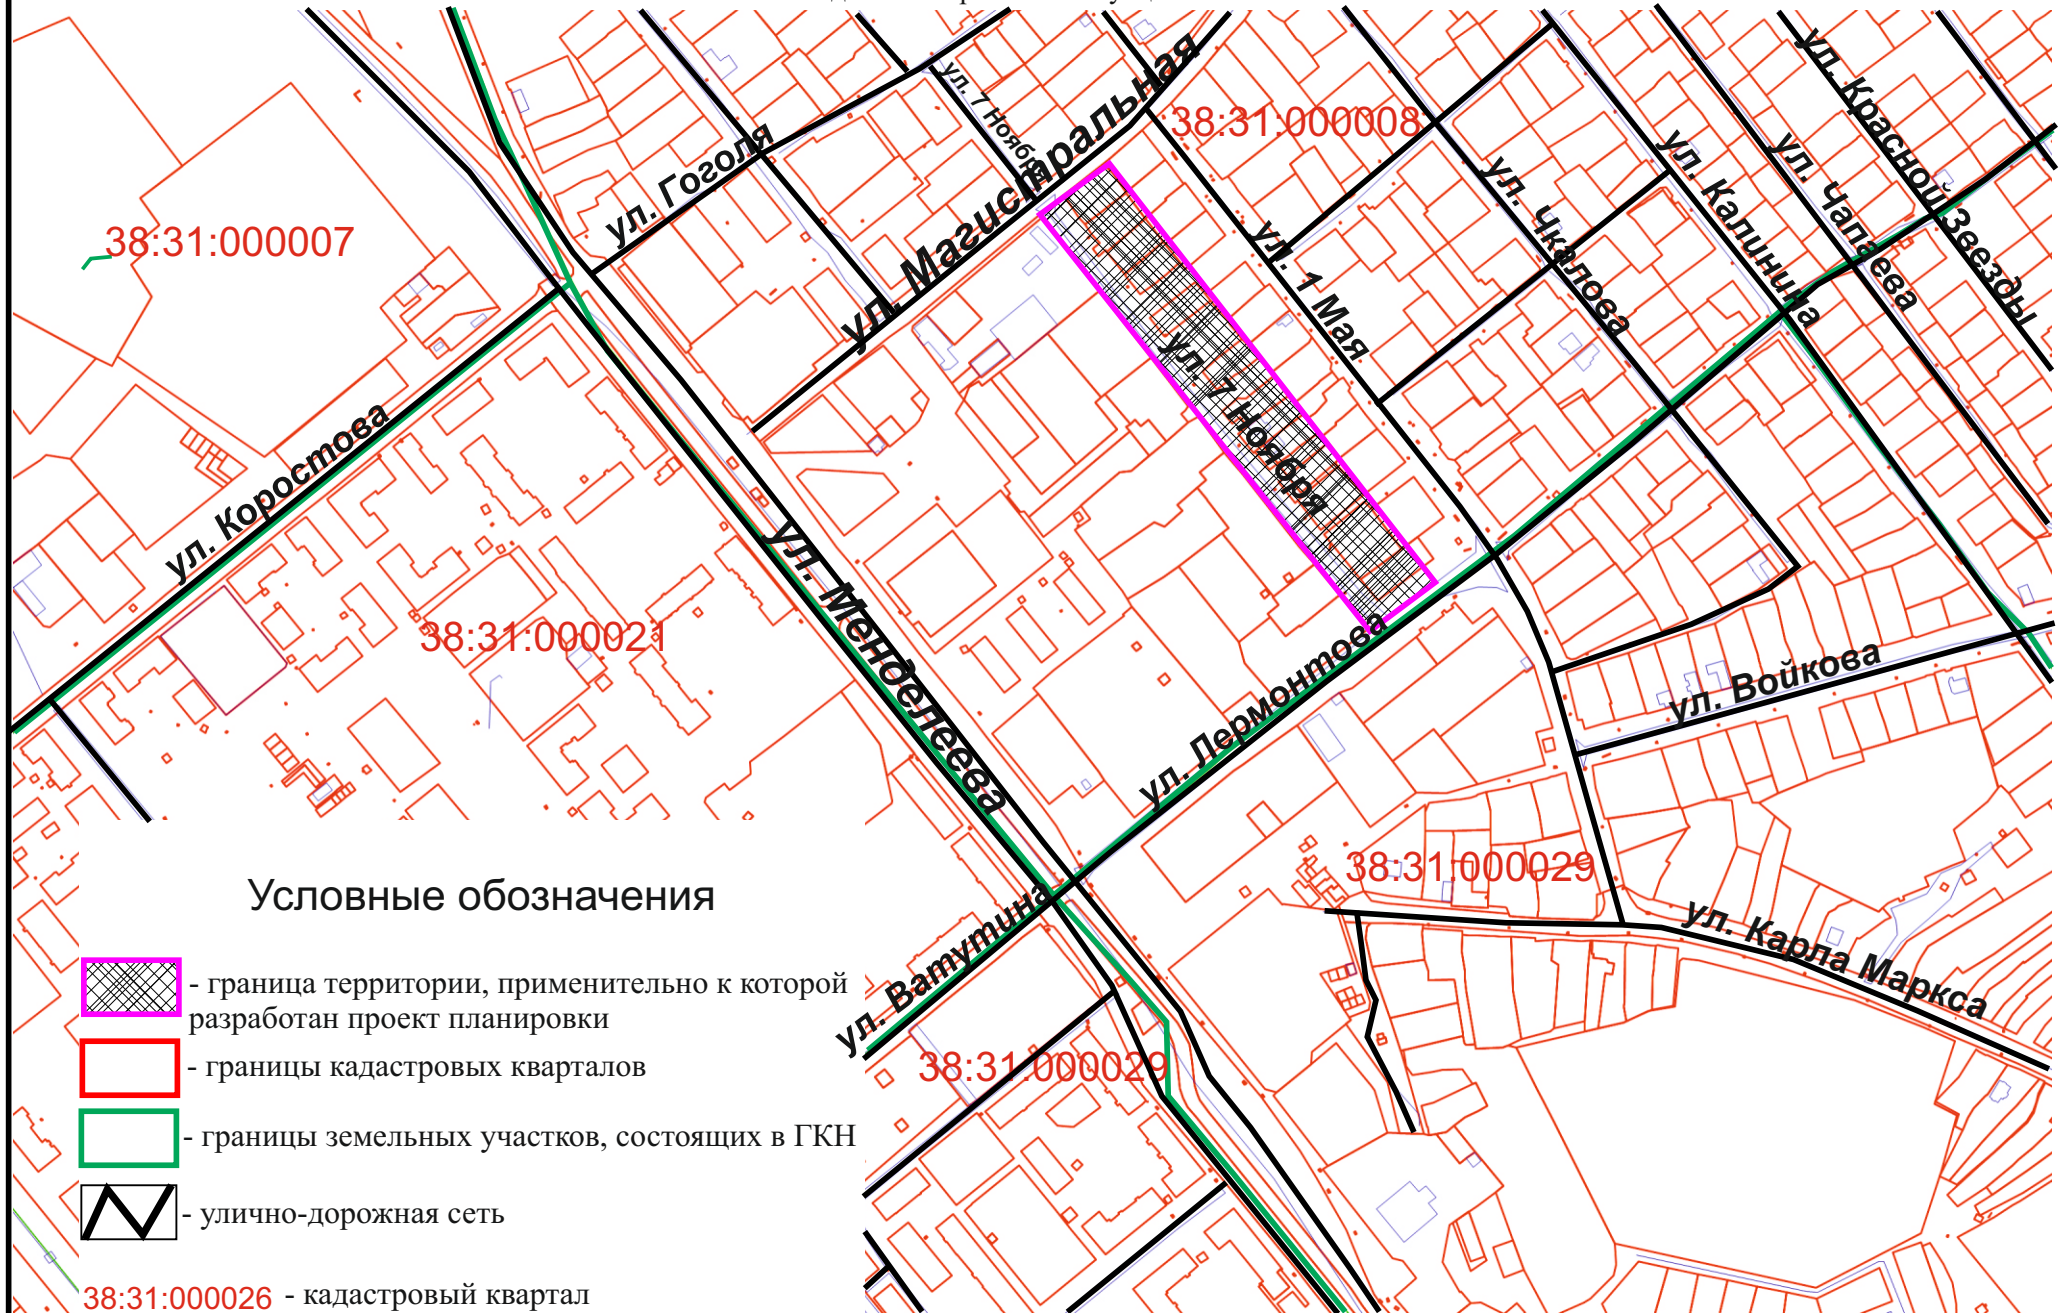 ул. Красной Звезды
ул. 7 Ноября
ул. Магистральная
38:31:000008
ул. Гоголя
ул. Чкалова
ул. Калинина
ул. Чапаева
38:31:000007
ул. 1 Мая
ул. 7 Ноября
ул. Коростова
38:31:000021
ул. Менделеева
ул. Лермонтова
ул. Войкова
38:31:000029
ул. Ватутина
ул. Карла Маркса
38:31:000029
Условные обозначения
- граница территории, применительно к которой
разработан проект планировки
- границы кадастровых кварталов
- границы земельных участков, состоящих в ГКН
- улично-дорожная сеть
38:31:000026 - кадастровый квартал